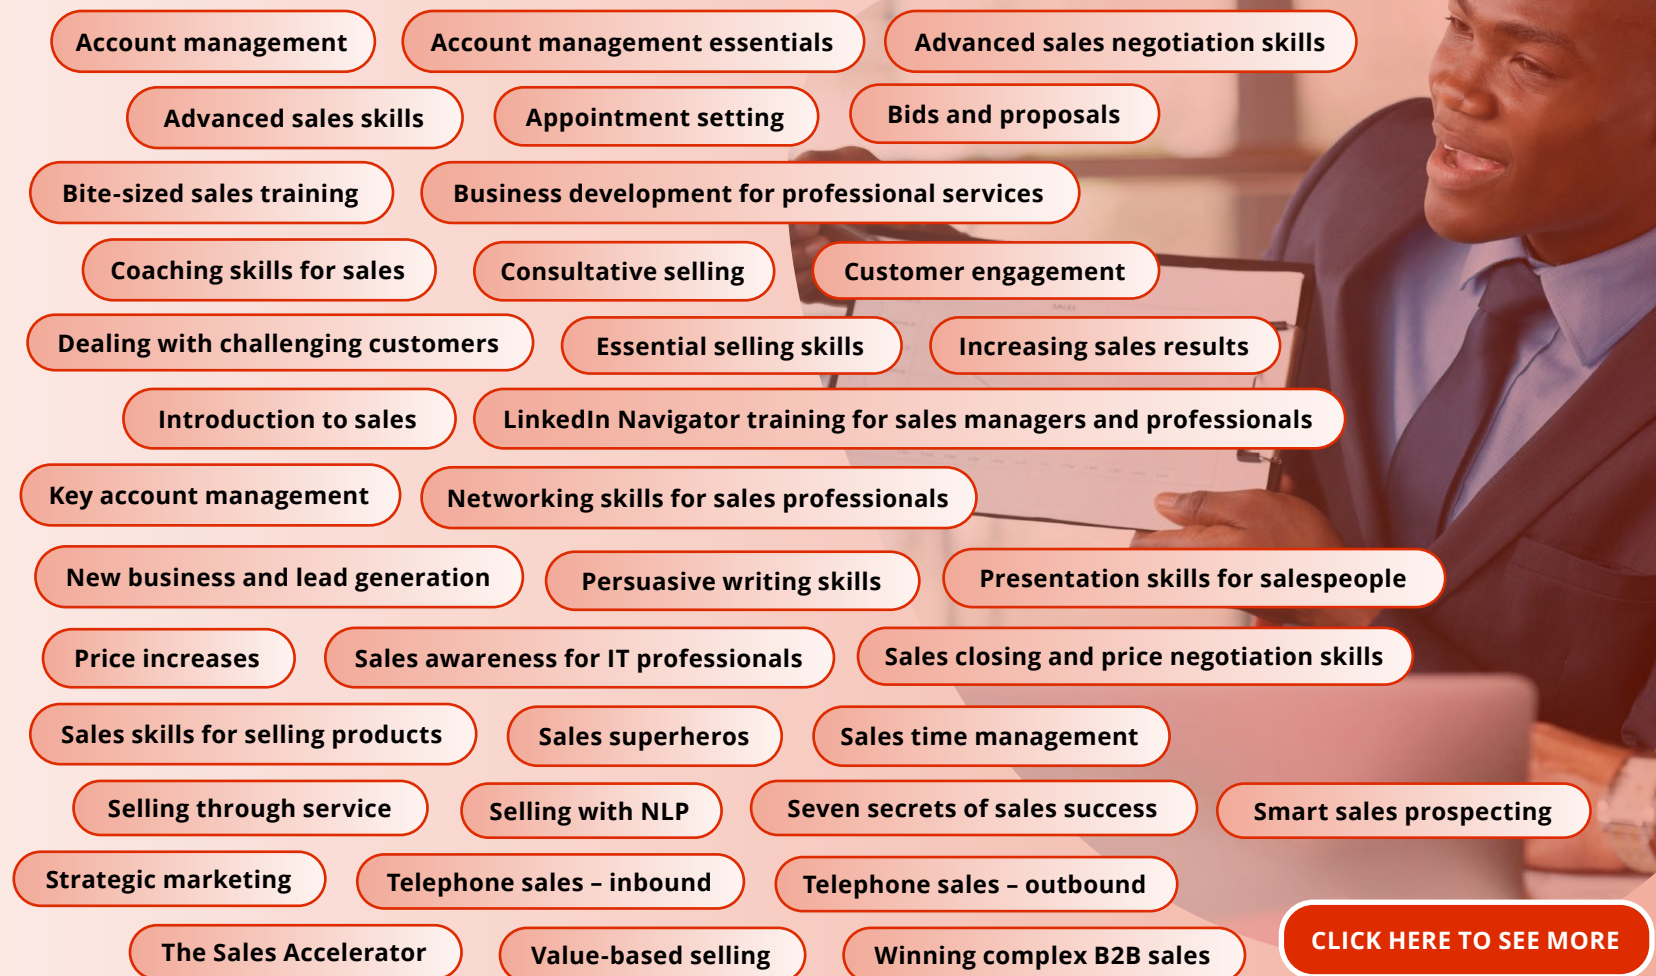 Account management
Account management essentials
Advanced sales negotiation skills
Advanced sales skills
Appointment setting
Bids and proposals
Bite-sized sales training
Business development for professional services
Coaching skills for sales
Consultative selling
Customer engagement
Dealing with challenging customers
Essential selling skills
Increasing sales results
Introduction to sales
LinkedIn Navigator training for sales managers and professionals
Key account management
Networking skills for sales professionals
New business and lead generation
Persuasive writing skills
Presentation skills for salespeople
Price increases
Sales awareness for IT professionals
Sales closing and price negotiation skills
Sales skills for selling products
Sales superheros
Sales time management
Selling through service
Selling with NLP
Seven secrets of sales success
Smart sales prospecting
Strategic marketing
Telephone sales – inbound
Telephone sales – outbound
The Sales Accelerator
Value-based selling
Winning complex B2B sales
CLICK HERE TO SEE MORE